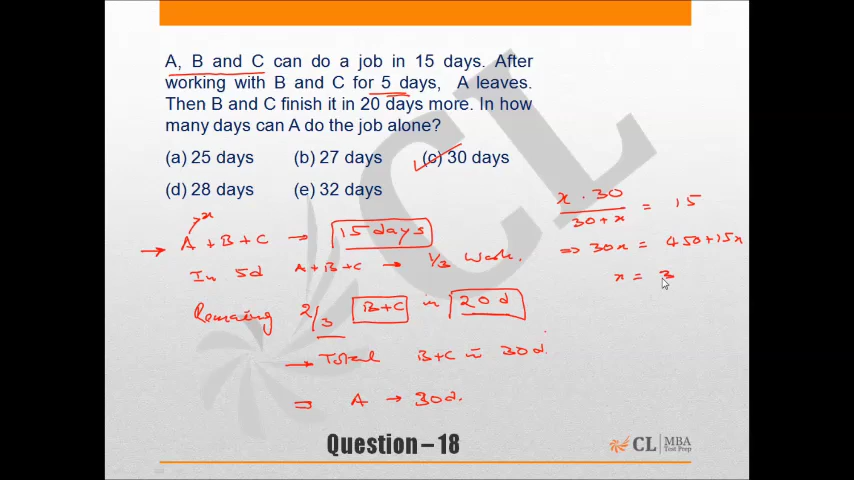 A, B and C can do a job in 15 days. After
working with B and C for 5 days, A leaves.
Then B and C finish it in 20 days more. In how
many days can A do the job alone?
(a) 25 days (b) 27 days (c) 30 days
(d) 28 days (e) 32 days
x
A + B + C → 15 days
In 5d A + B + C → 1/3 Work.
Remaining 2/3 B+C in 20 d
→ Total B+C = 30d.
⇒ A → 30d.
x . 30 / 30 + x = 15
⇒ 30x = 450 + 15x
x = 3
Question – 18
CL MBA
Test Prep
CL